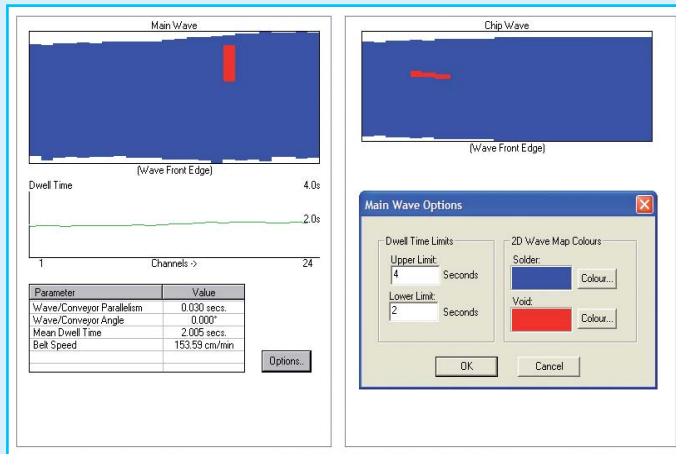 Main Wave
(Wave Front Edge)
Dwell Time 4.0s
2.0s
1 Channels -> 24
Parameter Value
Wave/Conveyor Parallelism 0.030 secs.
Wave/Conveyor Angle 0.000°
Mean Dwell Time 2.005 secs.
Belt Speed 153.59 cm/min
Options..
Chip Wave
(Wave Front Edge)
Main Wave Options
Dwell Time Limits
Upper Limit:
4 Seconds
Lower Limit:
2 Seconds
2D Wave Map Colours
Solder:
Colour...
Void:
Colour...
OK Cancel